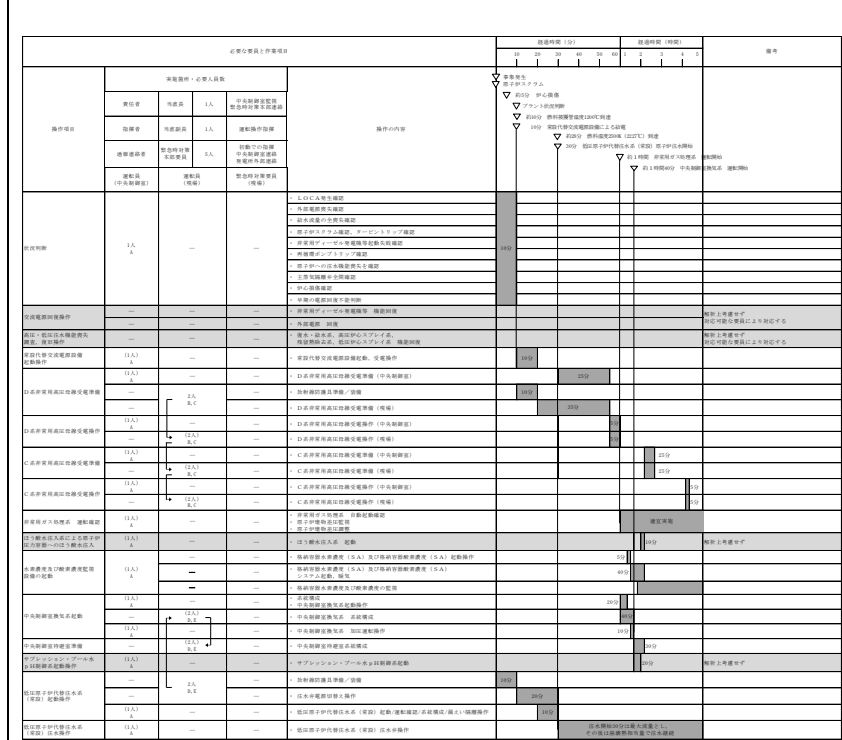 必要な要員と作業項目
経過時間（分）
経過時間（時間）
備考
10 20 30 40 50 60 1 2 3 4 5
実施箇所・必要人員数
操作項目
操作の内容
責任者 当直長 1人 中央制御室監視
緊急時対策本部連絡
指揮者 当直副長 1人 運転操作指揮
通報連絡者 緊急時対策
本部要員 5人 初動での指揮
中央制御室連絡
発電所外部連絡
運転員
（中央制御室）
運転員
（現場）
緊急時対策要員
（現場）
事象発生
原子炉スクラム
約5分 炉心損傷
プラント状況判断
約10分 燃料被覆管温度1200℃到達
10分 常設代替交流電源設備による給電
約28分 燃料温度2500K（2227℃）到達
30分 低圧原子炉代替注水系（常設）原子炉注水開始
約1時間 非常用ガス処理系 運転開始
約1時間40分 中央制御室換気系 運転開始
状況判断
1人
A
— —
・ LOCA発生確認
・ 外部電源喪失確認
・ 給水流量の全喪失確認
・ 原子炉スクラム確認、タービントリップ確認
・ 非常用ディーゼル発電機等起動失敗確認
・ 再循環ポンプトリップ確認
・ 原子炉への注水機能喪失を確認
・ 主蒸気隔離弁全閉確認
・ 炉心損傷確認
・ 早期の電源回復不能判断
10分
交流電源回復操作
— — — ・ 非常用ディーゼル発電機等 機能回復
— — — ・ 外部電源 回復
解析上考慮せず
対応可能な要員により対応する
高圧・低圧注水機能喪失
調査，復旧操作
— — —
・ 復水・給水系，高圧炉心スプレイ系，
残留熱除去系，低圧炉心スプレイ系 機能回復
解析上考慮せず
対応可能な要員により対応する
常設代替交流電源設備
起動操作
（1人）
A
— — ・ 常設代替交流電源設備起動，受電操作 10分
D系非常用高圧母線受電準備
（1人）
A
— — ・ D系非常用高圧母線受電準備（中央制御室） 25分
— 2人
B,C
— ・ 放射線防護具準備／装備 10分
— ・ D系非常用高圧母線受電準備（現場） 35分
D系非常用高圧母線受電操作
（1人）
A
— — ・ D系非常用高圧母線受電操作（中央制御室） 5分
— （2人）
B,C
— ・ D系非常用高圧母線受電操作（現場） 5分
C系非常用高圧母線受電準備
（1人）
A
— — ・ C系非常用高圧母線受電準備（中央制御室） 25分
— （2人）
B,C
— ・ C系非常用高圧母線受電準備（現場） 25分
C系非常用高圧母線受電操作
（1人）
A
— — ・ C系非常用高圧母線受電操作（中央制御室） 5分
— （2人）
B,C
— ・ C系非常用高圧母線受電操作（現場） 5分
非常用ガス処理系 運転確認
（1人）
A
— —
・ 非常用ガス処理系 自動起動確認
・ 原子炉建物差圧監視
・ 原子炉建物差圧調整
適宜実施
ほう酸水注入系による原子炉
圧力容器へのほう酸水注入
（1人）
A
— — ・ ほう酸水注入系 起動 10分 解析上考慮せず
水素濃度及び酸素濃度監視
設備の起動
（1人）
A
— — ・ 格納容器水素濃度（SA）及び格納容器酸素濃度（SA）起動操作 5分
— — ・ 格納容器水素濃度（SA）及び格納容器酸素濃度（SA）
システム起動，暖気
40分
— — ・ 格納容器水素濃度及び酸素濃度の監視
中央制御室換気系起動
（1人）
A
— —
・ 系統構成
・ 中央制御室換気系起動操作
20分
— （2人）
D,E
— ・ 中央制御室換気系 系統構成 40分
（1人）
A
— — ・ 中央制御室換気系 加圧運転操作 10分
中央制御室待避室準備
— （2人）
D,E
— ・ 中央制御室待避室系統構成 30分
サプレッション・プール水
pH制御系起動操作
（1人）
A
— — ・ サプレッション・プール水pH制御系起動 20分 解析上考慮せず
低圧原子炉代替注水系
（常設）起動操作
— 2人
D,E
— ・ 放射線防護具準備／装備 10分
— ・ 注水弁電源切替え操作 20分
（1人）
A
— — ・ 低圧原子炉代替注水系（常設）起動/運転確認/系統構成/漏えい隔離操作 10分
低圧原子炉代替注水系
（常設）注水操作
（1人）
A
— — ・ 低圧原子炉代替注水系（常設）注水弁操作
注水開始30分は最大流量とし，
その後は崩壊熱相当量で注水継続